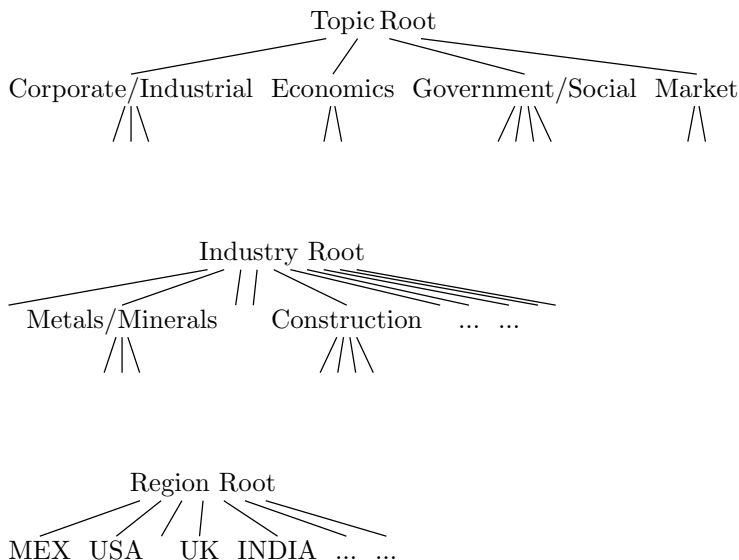 Topic Root
Corporate/Industrial Economics Government/Social Market
Industry Root
Metals/Minerals Construction ... ...
Region Root
MEX USA UK INDIA ... ...